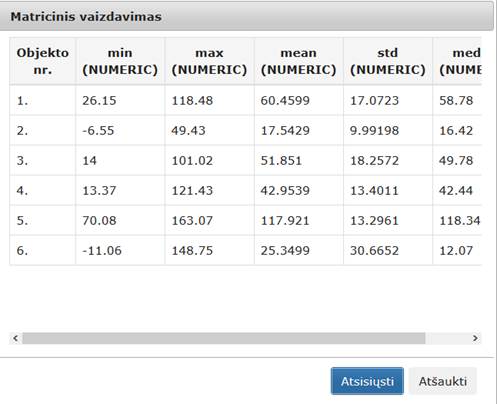 Matricinis vaizdavimas
Objekto nr. min (NUMERIC) max (NUMERIC) mean (NUMERIC) std (NUMERIC) med (NUME
1. 26.15 118.48 60.4599 17.0723 58.78
2. -6.55 49.43 17.5429 9.99198 16.42
3. 14 101.02 51.851 18.2572 49.78
4. 13.37 121.43 42.9539 13.4011 42.44
5. 70.08 163.07 117.921 13.2961 118.34
6. -11.06 148.75 25.3499 30.6652 12.07
Atsisiųsti Atšaukti